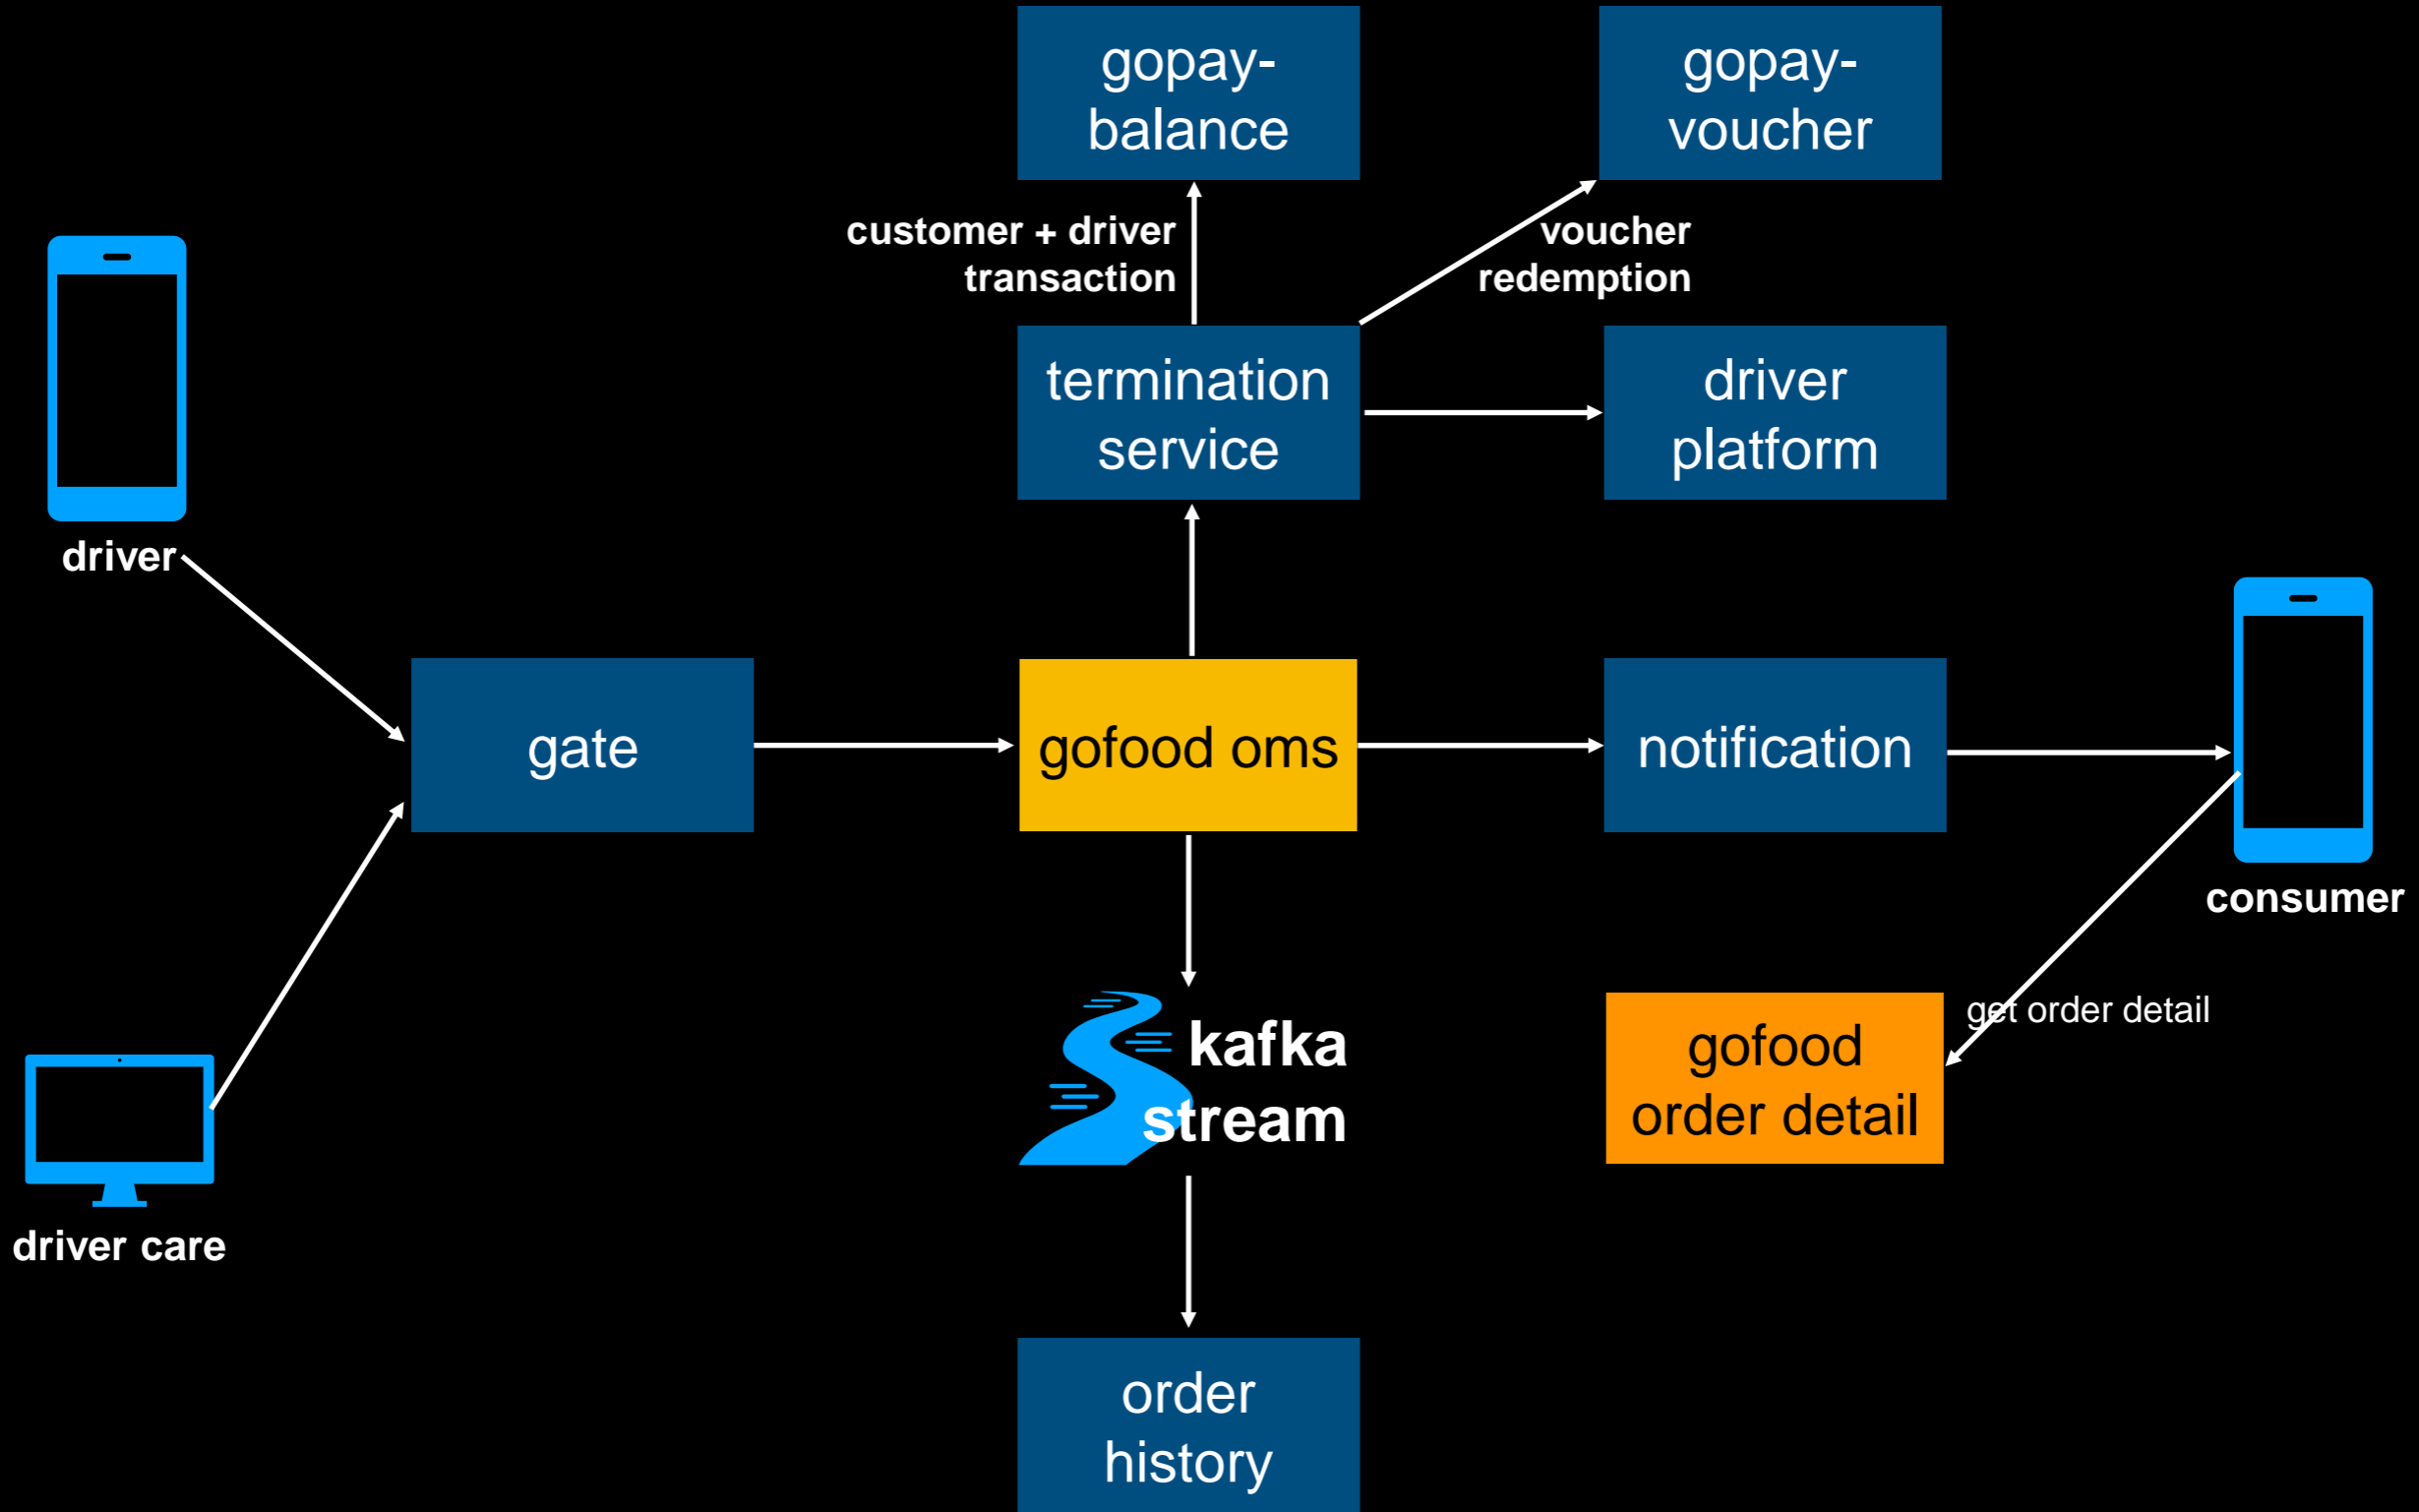 gopay-
balance
gopay-
voucher
customer + driver
transaction
voucher
redemption
termination
service
driver
platform
driver
gate
gofood oms
notification
consumer
get order detail
kafka
stream
gofood
order detail
driver care
order
history